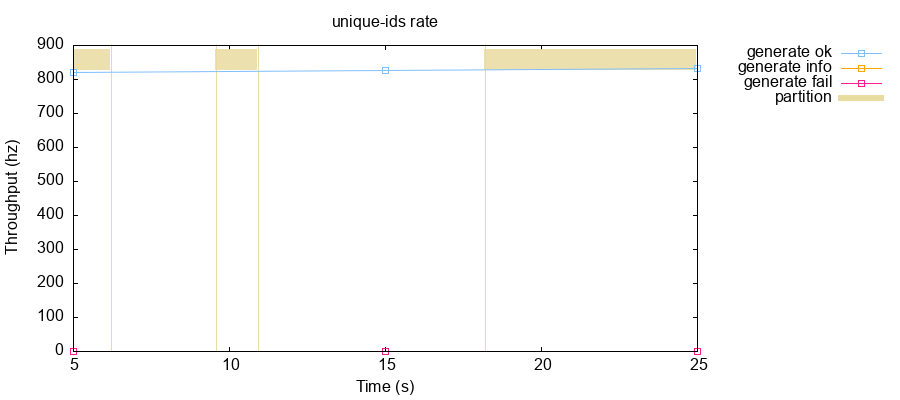 unique-ids rate
900
800
700
600
500
400
300
200
100
0
Throughput (hz)
5
10
15
20
25
Time (s)
generate ok
generate info
generate fail
partition